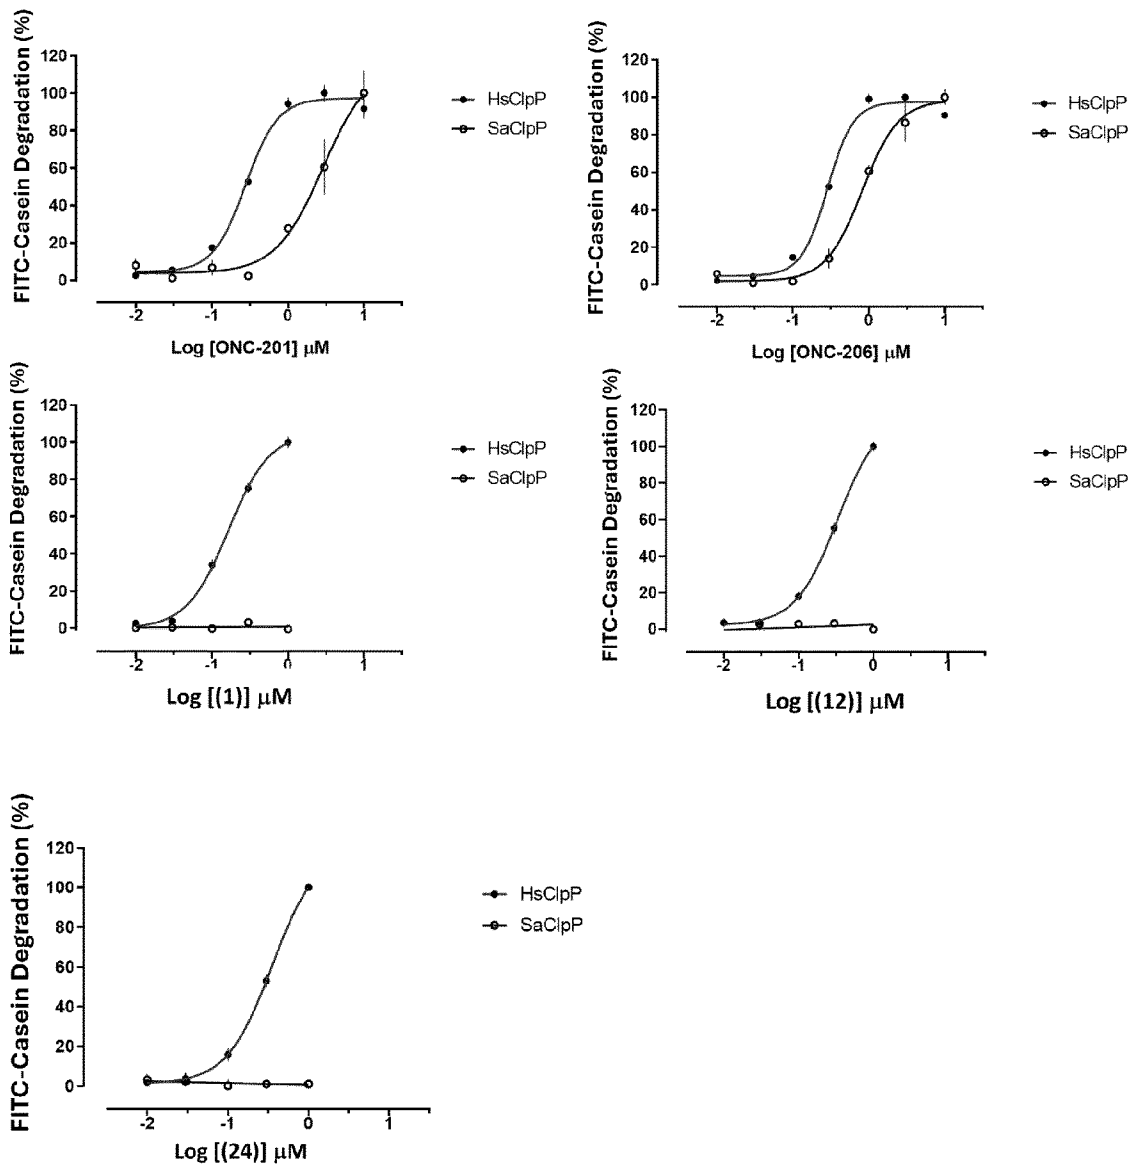 FITC-Casein Degradation (%)
120
100
80
60
40
20
0
-2
-1
0
1
Log [ONC-201] µM
HsClpP
SaClpP
FITC-Casein Degradation (%)
120
100
80
60
40
20
0
-2
-1
0
1
Log [ONC-206] µM
HsClpP
SaClpP
FITC-Casein Degradation (%)
120
100
80
60
40
20
0
-2
-1
0
1
Log [(1)] µM
HsClpP
SaClpP
FITC-Casein Degradation (%)
120
100
80
60
40
20
0
-2
-1
0
1
Log [(12)] µM
HsClpP
SaClpP
FITC-Casein Degradation (%)
120
100
80
60
40
20
0
-2
-1
0
1
Log [(24)] µM
HsClpP
SaClpP